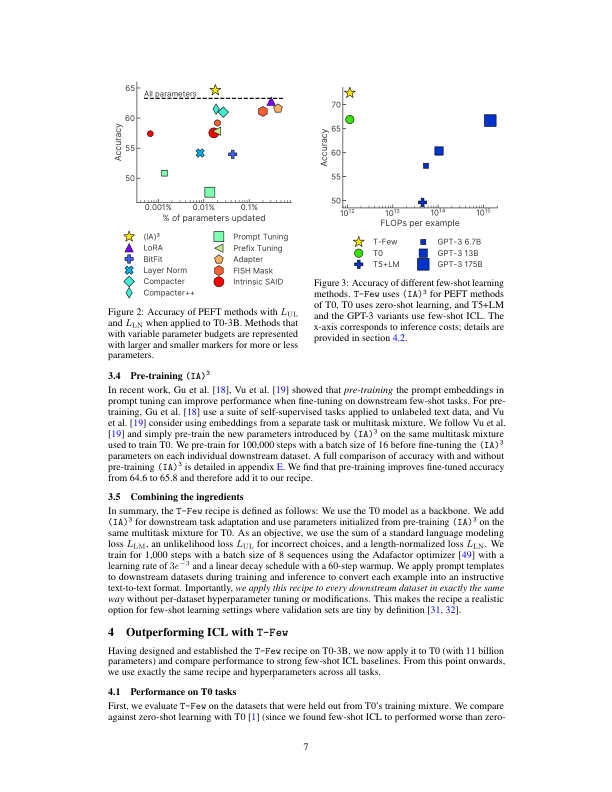 65
60
55
50
Accuracy
All parameters
0.001%
0.01%
0.1%
% of parameters updated
(IA)³
LoRA
BitFit
Layer Norm
Compacter
Compacter++
Prompt Tuning
Prefix Tuning
Adapter
FISH Mask
Intrinsic SAID
Figure 2: Accuracy of PEFT methods with L_UL
and L_LN when applied to T0-3B. Methods that
with variable parameter budgets are represented
with larger and smaller markers for more or less
parameters.
70
65
60
55
50
Accuracy
10¹²
10¹³
10¹⁴
10¹⁵
FLOPs per example
T-Few
T0
T5+LM
GPT-3 6.7B
GPT-3 13B
GPT-3 175B
Figure 3: Accuracy of different few-shot learning
methods. T-Few uses (IA)³ for PEFT methods
of T0, T0 uses zero-shot learning, and T5+LM
and the GPT-3 variants use few-shot ICL. The
x-axis corresponds to inference costs; details are
provided in section 4.2.
3.4 Pre-training (IA)³
In recent work, Gu et al. [18], Vu et al. [19] showed that pre-training the prompt embeddings in
prompt tuning can improve performance when fine-tuning on downstream few-shot tasks. For pre-
training, Gu et al. [18] use a suite of self-supervised tasks applied to unlabeled text data, and Vu
et al. [19] consider using embeddings from a separate task or multitask mixture. We follow Vu et al.
[19] and simply pre-train the new parameters introduced by (IA)³ on the same multitask mixture
used to train T0. We pre-train for 100,000 steps with a batch size of 16 before fine-tuning the (IA)³
parameters on each individual downstream dataset. A full comparison of accuracy with and without
pre-training (IA)³ is detailed in appendix E. We find that pre-training improves fine-tuned accuracy
from 64.6 to 65.8 and therefore add it to our recipe.
3.5 Combining the ingredients
In summary, the T-Few recipe is defined as follows: We use the T0 model as a backbone. We add
(IA)³ for downstream task adaptation and use parameters initialized from pre-training (IA)³ on the
same multitask mixture for T0. As an objective, we use the sum of a standard language modeling
loss L_LM, an unlikelihood loss L_UL for incorrect choices, and a length-normalized loss L_LN. We
train for 1,000 steps with a batch size of 8 sequences using the Adafactor optimizer [49] with a
learning rate of 3e⁻³ and a linear decay schedule with a 60-step warmup. We apply prompt templates
to downstream datasets during training and inference to convert each example into an instructive
text-to-text format. Importantly, we apply this recipe to every downstream dataset in exactly the same
way without per-dataset hyperparameter tuning or modifications. This makes the recipe a realistic
option for few-shot learning settings where validation sets are tiny by definition [31, 32].
4 Outperforming ICL with T-Few
Having designed and established the T-Few recipe on T0-3B, we now apply it to T0 (with 11 billion
parameters) and compare performance to strong few-shot ICL baselines. From this point onwards,
we use exactly the same recipe and hyperparameters across all tasks.
4.1 Performance on T0 tasks
First, we evaluate T-Few on the datasets that were held out from T0's training mixture. We compare
against zero-shot learning with T0 [1] (since we found few-shot ICL to performed worse than zero-
7